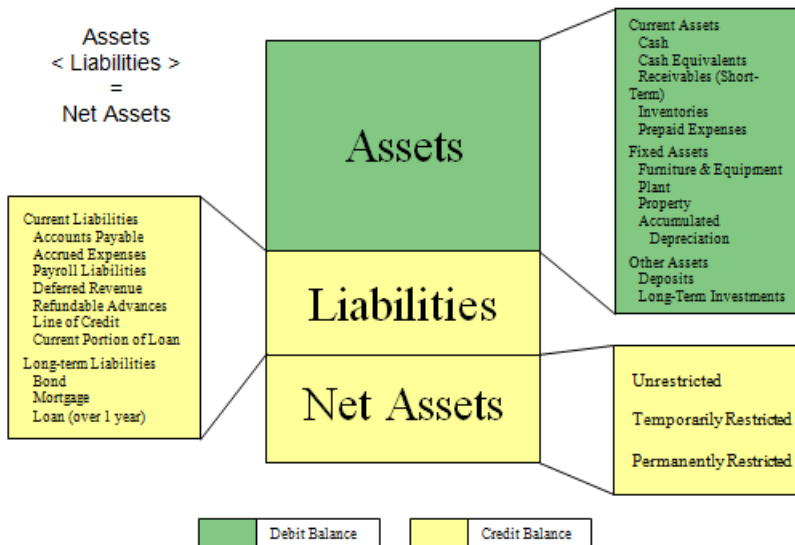 Assets
< Liabilities >
=
Net Assets
Assets
Liabilities
Net Assets
Current Assets
Cash
Cash Equivalents
Receivables (Short-
Term)
Inventories
Prepaid Expenses
Fixed Assets
Furniture & Equipment
Plant
Property
Accumulated
Depreciation
Other Assets
Deposits
Long-Term Investments
Current Liabilities
Accounts Payable
Accrued Expenses
Payroll Liabilities
Deferred Revenue
Refundable Advances
Line of Credit
Current Portion of Loan
Long-term Liabilities
Bond
Mortgage
Loan (over 1 year)
Unrestricted
Temporarily Restricted
Permanently Restricted
Debit Balance
Credit Balance